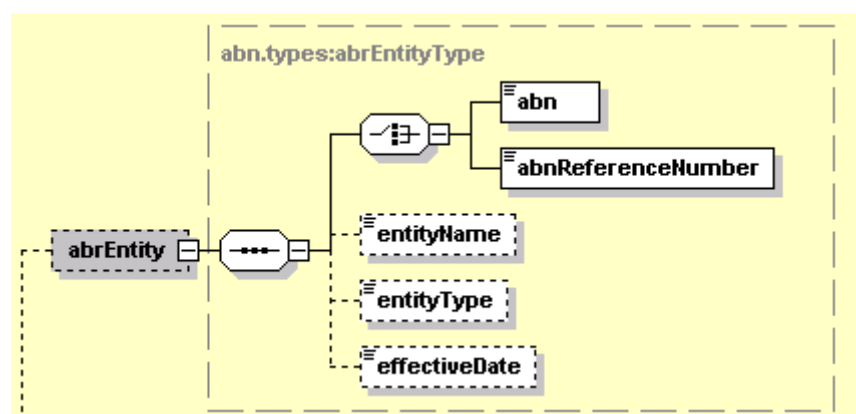 abn.types:abrEntityType
abn
abnReferenceNumber
entityName
abrEntity
entityType
effectiveDate